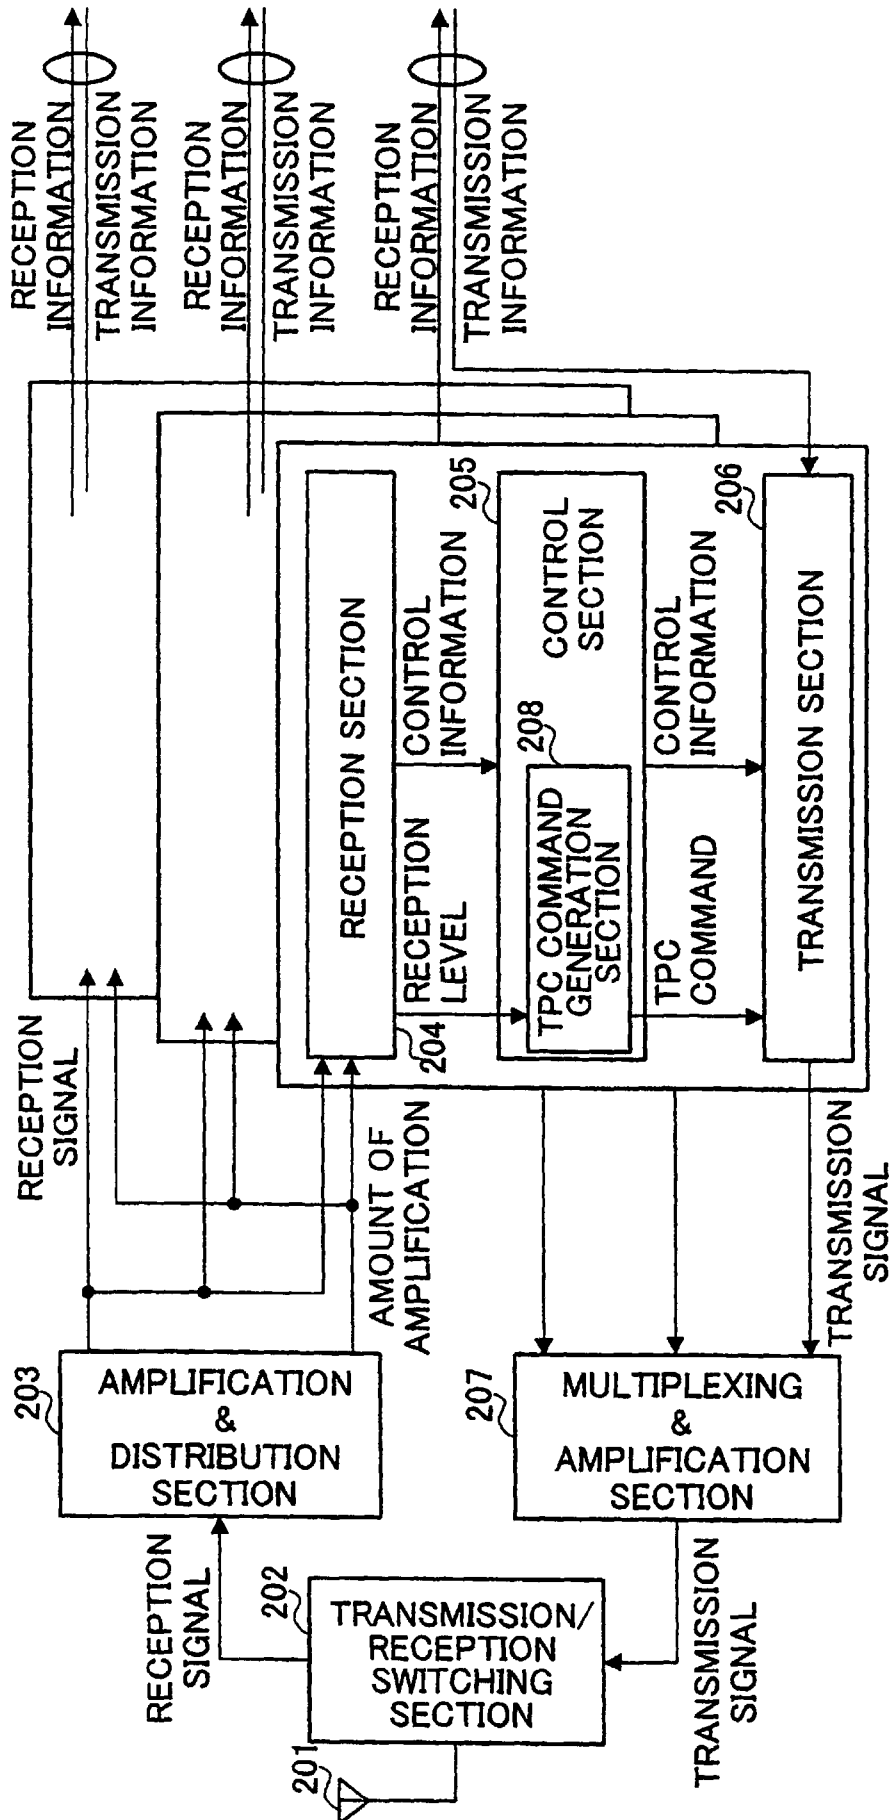 201
202
TRANSMISSION/
RECEPTION
SWITCHING
SECTION
RECEPTION
SIGNAL
TRANSMISSION
SIGNAL
203
AMPLIFICATION
&
DISTRIBUTION
SECTION
207
MULTIPLEXING
&
AMPLIFICATION
SECTION
RECEPTION
SIGNAL
AMOUNT OF
AMPLIFICATION
TRANSMISSION
SIGNAL
204
RECEPTION SECTION
RECEPTION
LEVEL
CONTROL
INFORMATION
205
CONTROL
SECTION
208
TPC COMMAND
GENERATION
SECTION
TPC
COMMAND
CONTROL
INFORMATION
206
TRANSMISSION SECTION
RECEPTION
INFORMATION
TRANSMISSION
INFORMATION
RECEPTION
INFORMATION
TRANSMISSION
INFORMATION
RECEPTION
INFORMATION
TRANSMISSION
INFORMATION